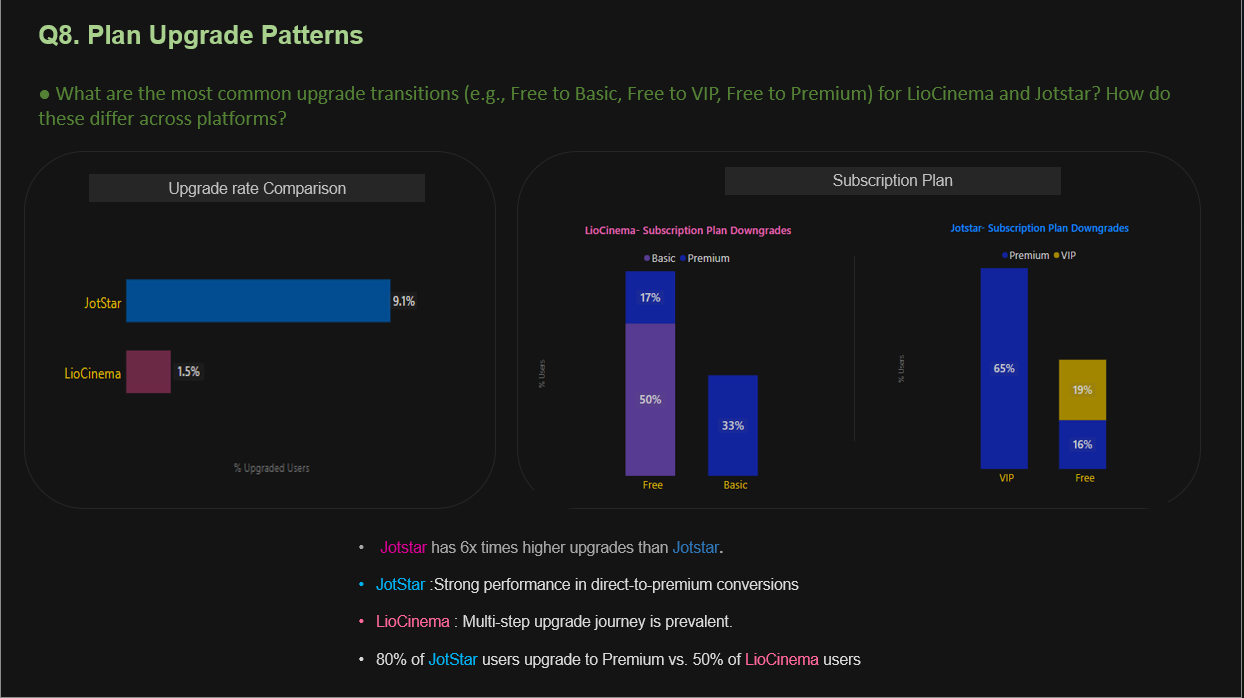 Q8. Plan Upgrade Patterns
● What are the most common upgrade transitions (e.g., Free to Basic, Free to VIP, Free to Premium) for LioCinema and Jotstar? How do
these differ across platforms?
Upgrade rate Comparison
JotStar
9.1%
LioCinema
1.5%
% Upgraded Users
Subscription Plan
LioCinema- Subscription Plan Downgrades
Basic Premium
% Users
17%
50%
33%
Free Basic
Jotstar- Subscription Plan Downgrades
Premium VIP
% Users
65%
19%
16%
VIP Free
• Jotstar has 6x times higher upgrades than Jotstar.
• JotStar :Strong performance in direct-to-premium conversions
• LioCinema : Multi-step upgrade journey is prevalent.
• 80% of JotStar users upgrade to Premium vs. 50% of LioCinema users